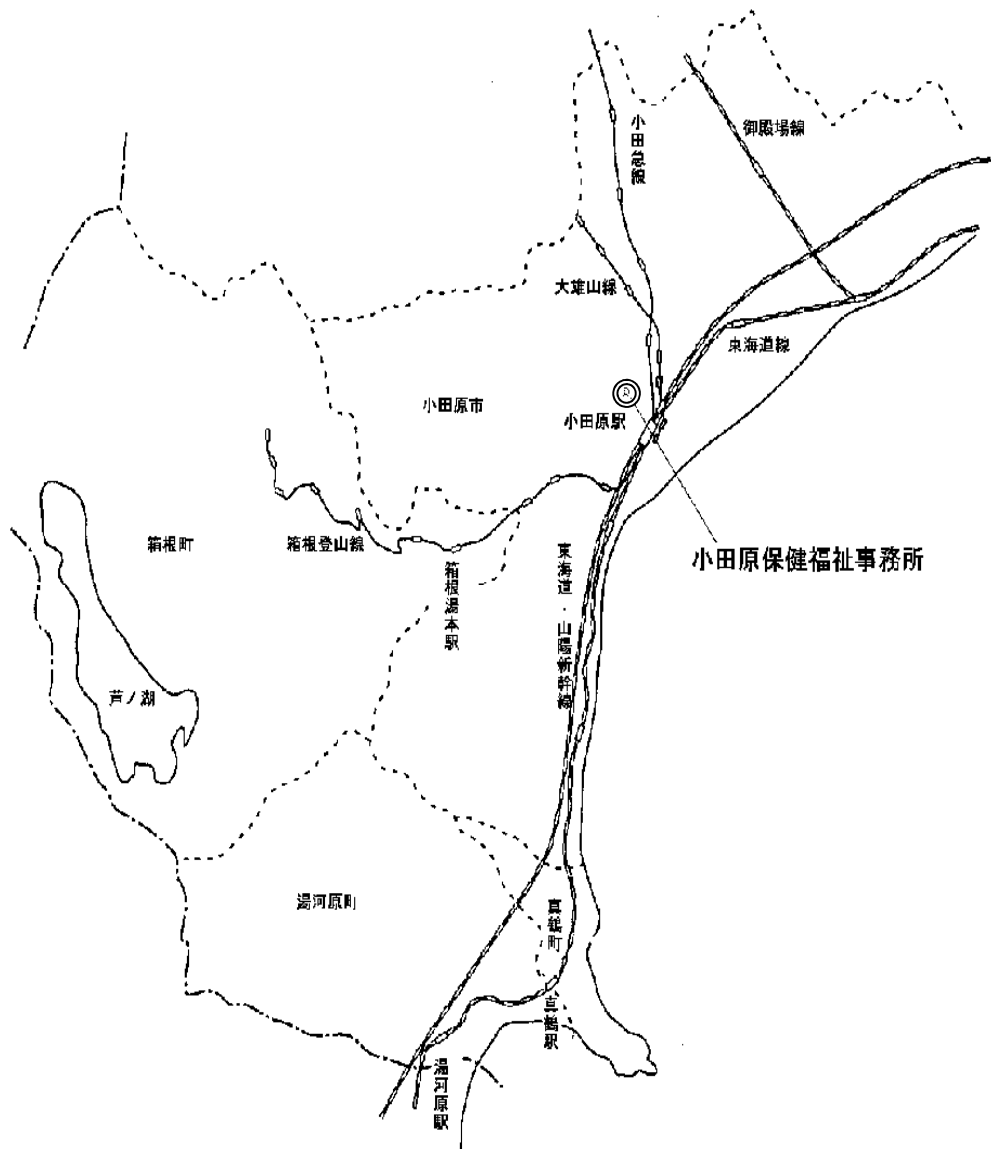 小田急線
御殿場線
大雄山線
東海道線
小田原市
小田原駅
箱根町
箱根登山線
箱根湯本駅
東海道・山陽新幹線
小田原保健福祉事務所
芦ノ湖
湯河原町
真鶴町
真鶴駅
湯河原駅